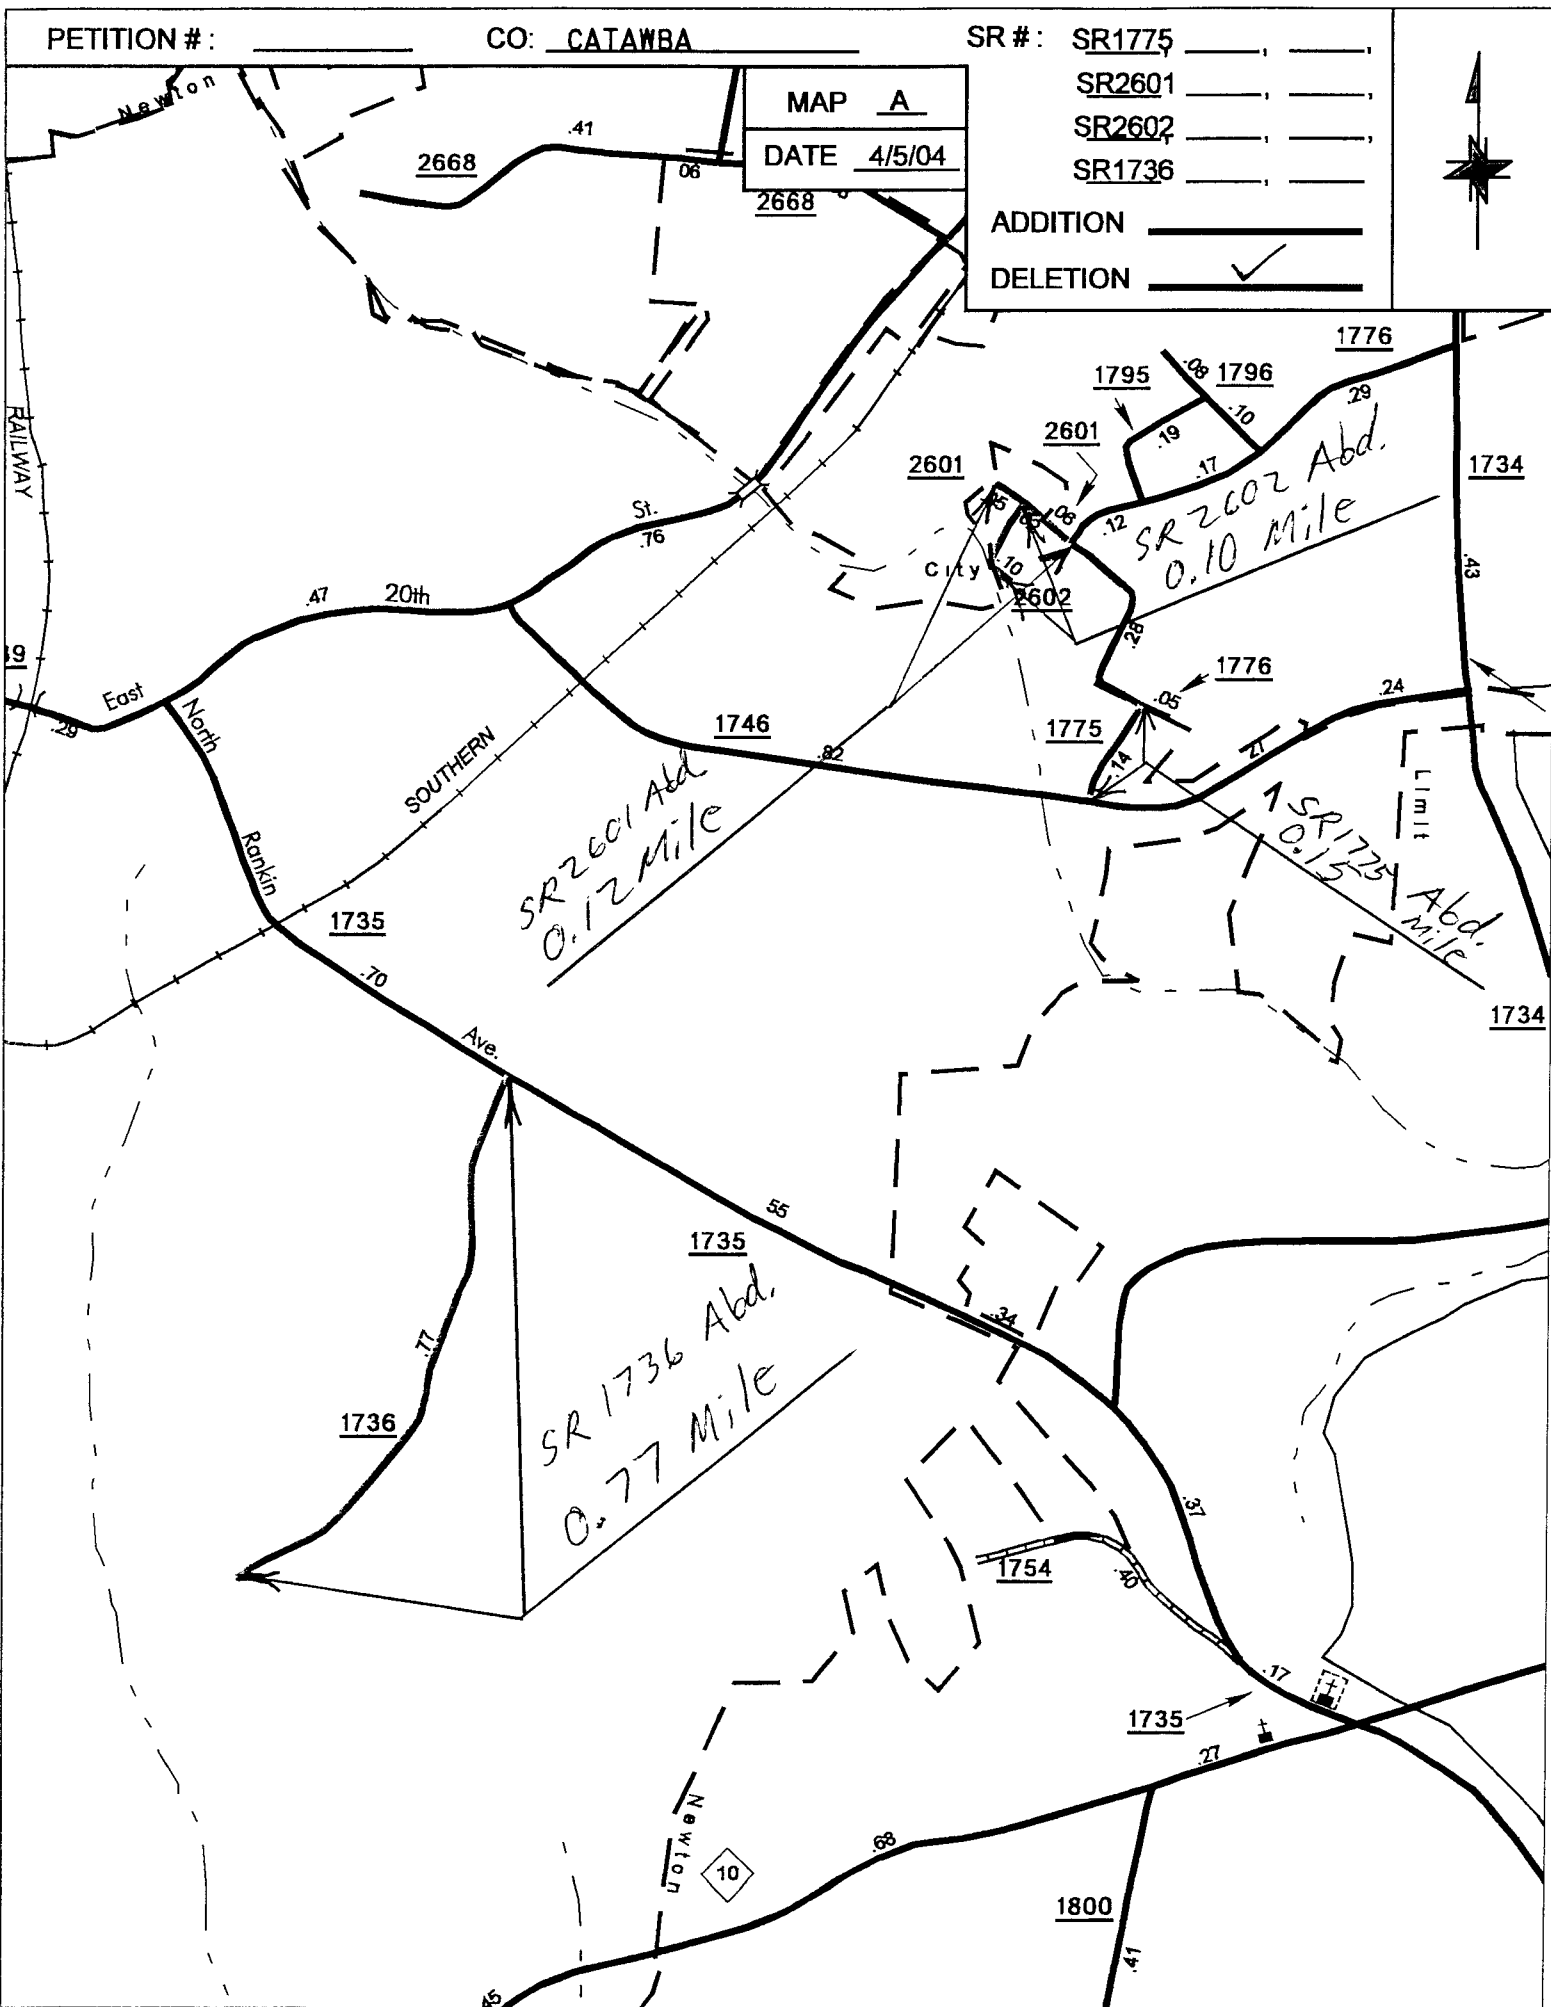 PETITION #: CO: CATAWBA SR #: SR1775, , ,
SR2601 , ,
SR2602, , ,
SR1736 , ,
MAP A
DATE 4/5/04
ADDITION
DELETION ✓
Newton
.41
2668
06
2668
RAILWAY
1776
.08
1795
1796
.29
.10
.19
2601
2601
1734
.17
.05
.06
.12
SR 2602 Abd.
0.10 Mile
St.
.76
City
.10
2602
.43
.47
20th
.28
East
.29
North
1776
.05
.24
1746
.82
1775
.14
.21
SOUTHERN
Limit
SR2601 Abd
0.12 Mile
SR1775 Abd.
0.15 Mile
Rankin
1735
.70
1734
Ave.
.55
1735
.34
SR 1736 Abd.
0.77 Mile
.77
1736
.37
1754
.40
.17
1735
.27
Newton
.68
10
1800
.41
.45